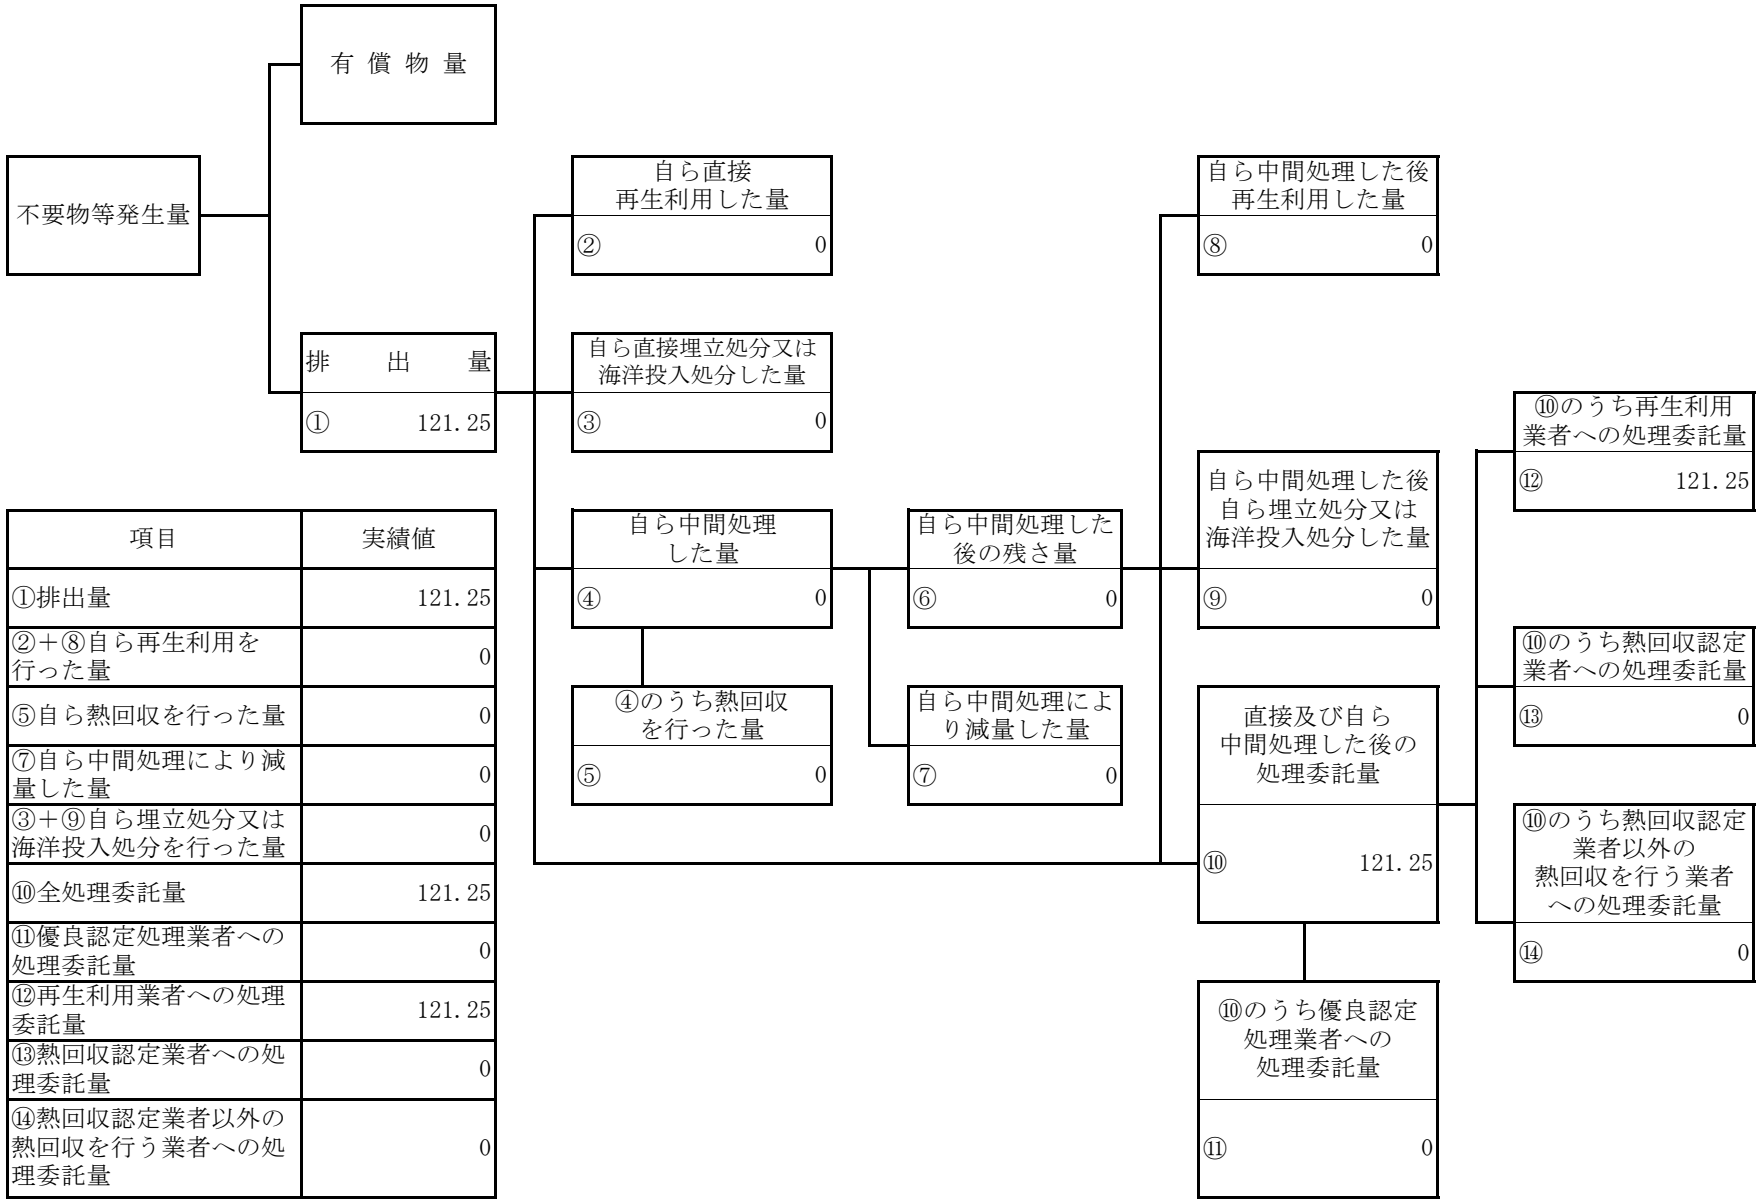 有償物量
不要物等発生量
自ら直接
再生利用した量
② 0
自ら中間処理した後
再生利用した量
⑧ 0
排出量
① 121.25
自ら直接埋立処分又は
海洋投入処分した量
③ 0
⑩のうち再生利用
業者への処理委託量
⑫ 121.25
自ら中間処理した後
自ら埋立処分又は
海洋投入処分した量
⑨ 0
自ら中間処理
した量
④ 0
自ら中間処理した
後の残さ量
⑥ 0
⑩のうち熱回収認定
業者への処理委託量
⑬ 0
④のうち熱回収
を行った量
⑤ 0
自ら中間処理によ
り減量した量
⑦ 0
直接及び自ら
中間処理した後の
処理委託量
⑩ 121.25
⑩のうち熱回収認定
業者以外の
熱回収を行う業者
への処理委託量
⑭ 0
⑩のうち優良認定
処理業者への
処理委託量
⑪ 0
項目 実績値
①排出量 121.25
②＋⑧自ら再生利用を
行った量 0
⑤自ら熱回収を行った量 0
⑦自ら中間処理により減
量した量 0
③＋⑨自ら埋立処分又は
海洋投入処分を行った量 0
⑩全処理委託量 121.25
⑪優良認定処理業者への
処理委託量 0
⑫再生利用業者への処理
委託量 121.25
⑬熱回収認定業者への処
理委託量 0
⑭熱回収認定業者以外の
熱回収を行う業者への処
理委託量 0